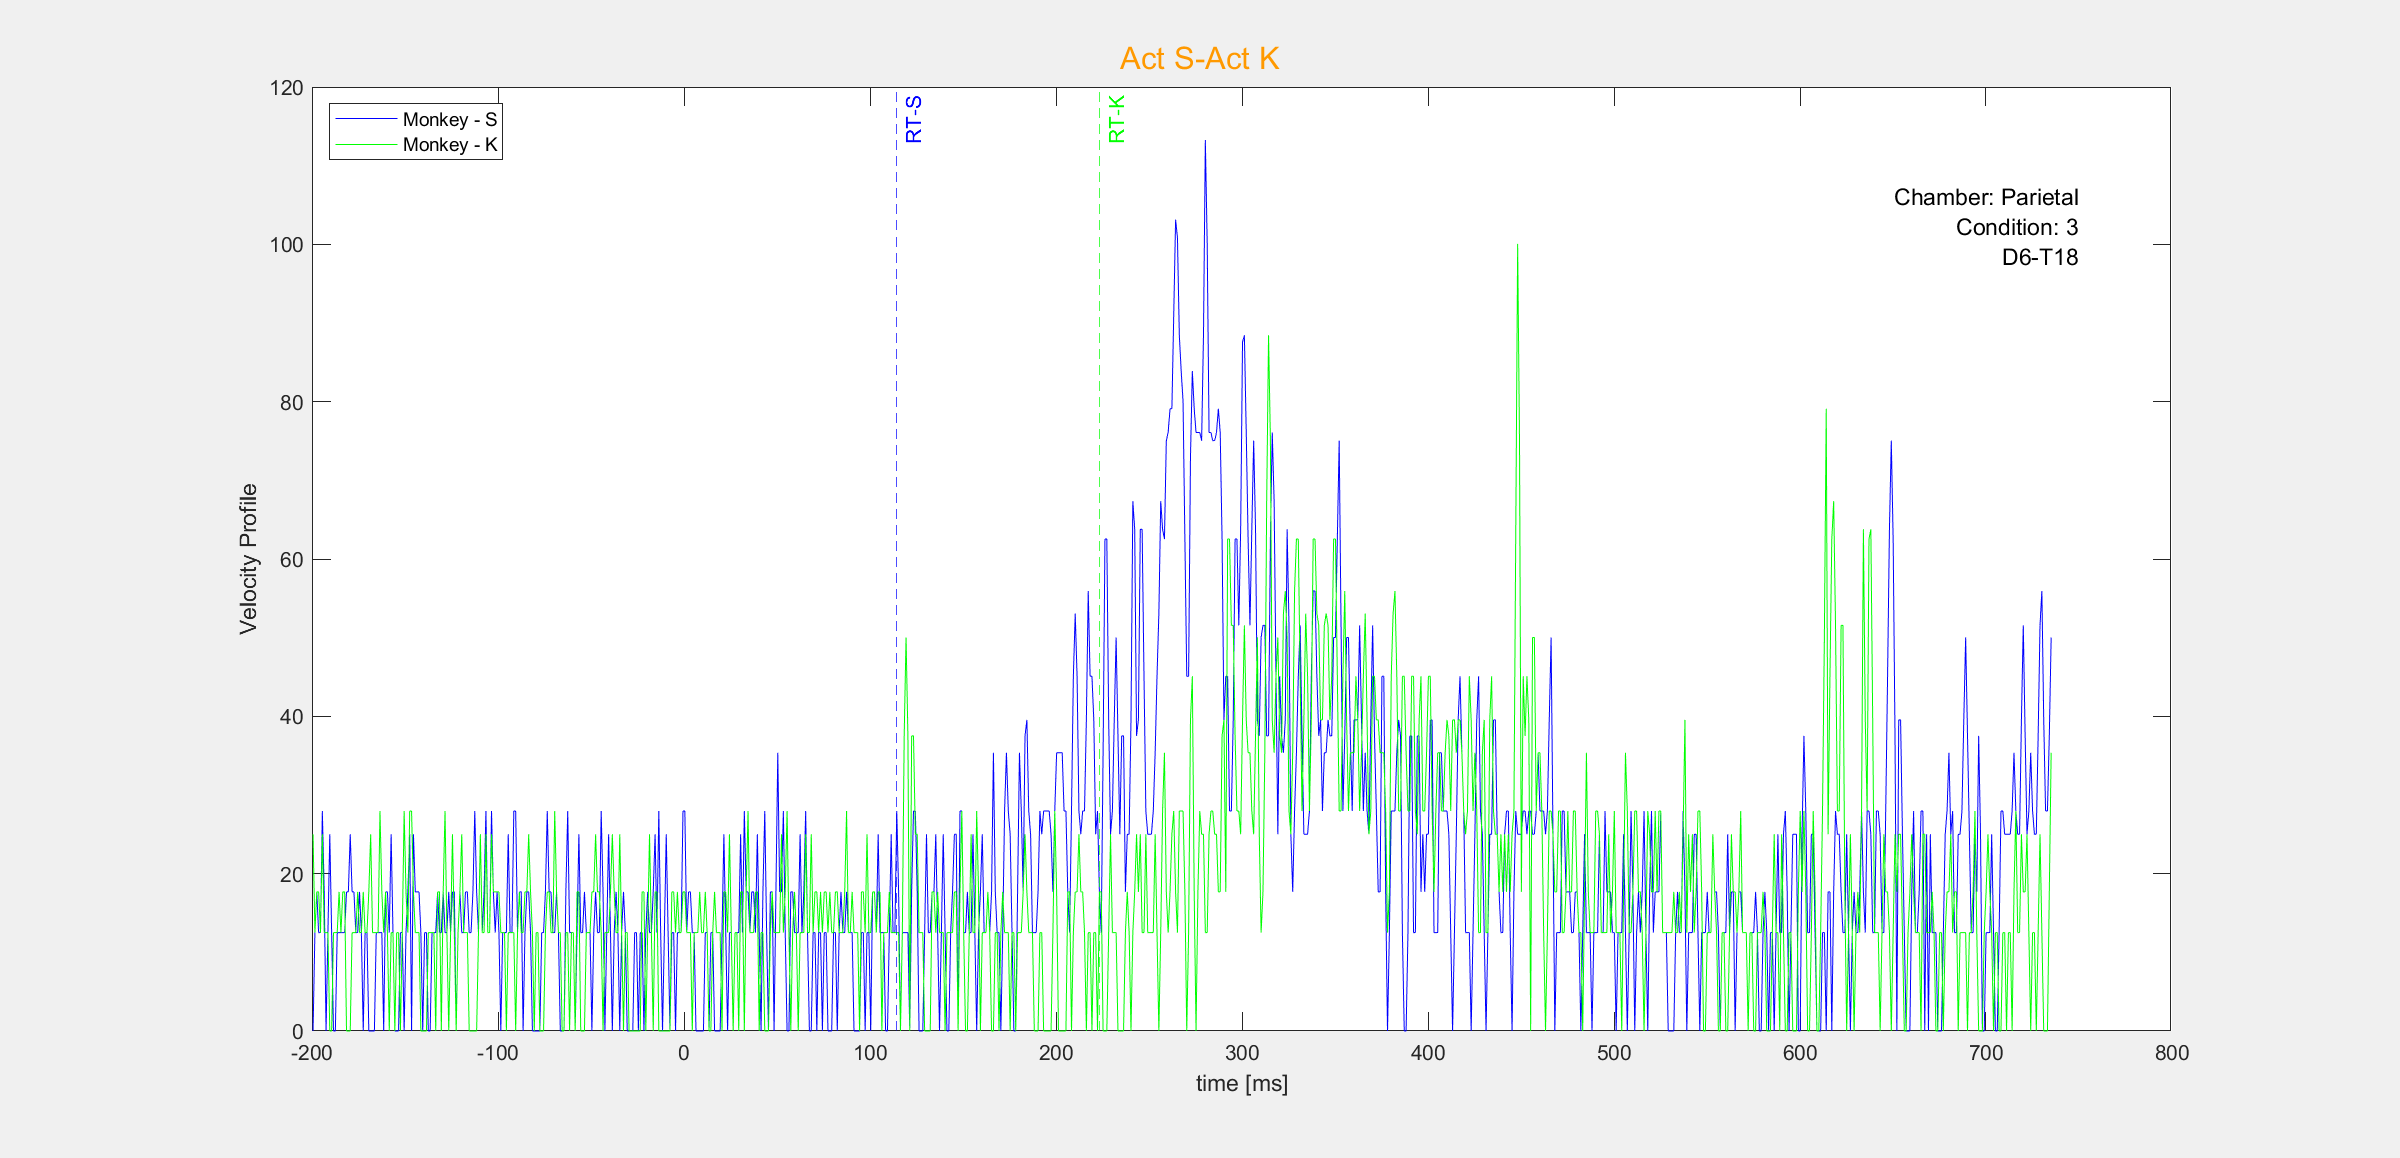 Act S-Act K
120
100
80
60
40
20
0
Velocity Profile
Monkey - S
Monkey - K
RT-S
RT-K
Chamber: Parietal
Condition: 3
D6-T18
-200 -100 0 100 200 300 400 500 600 700 800
time [ms]